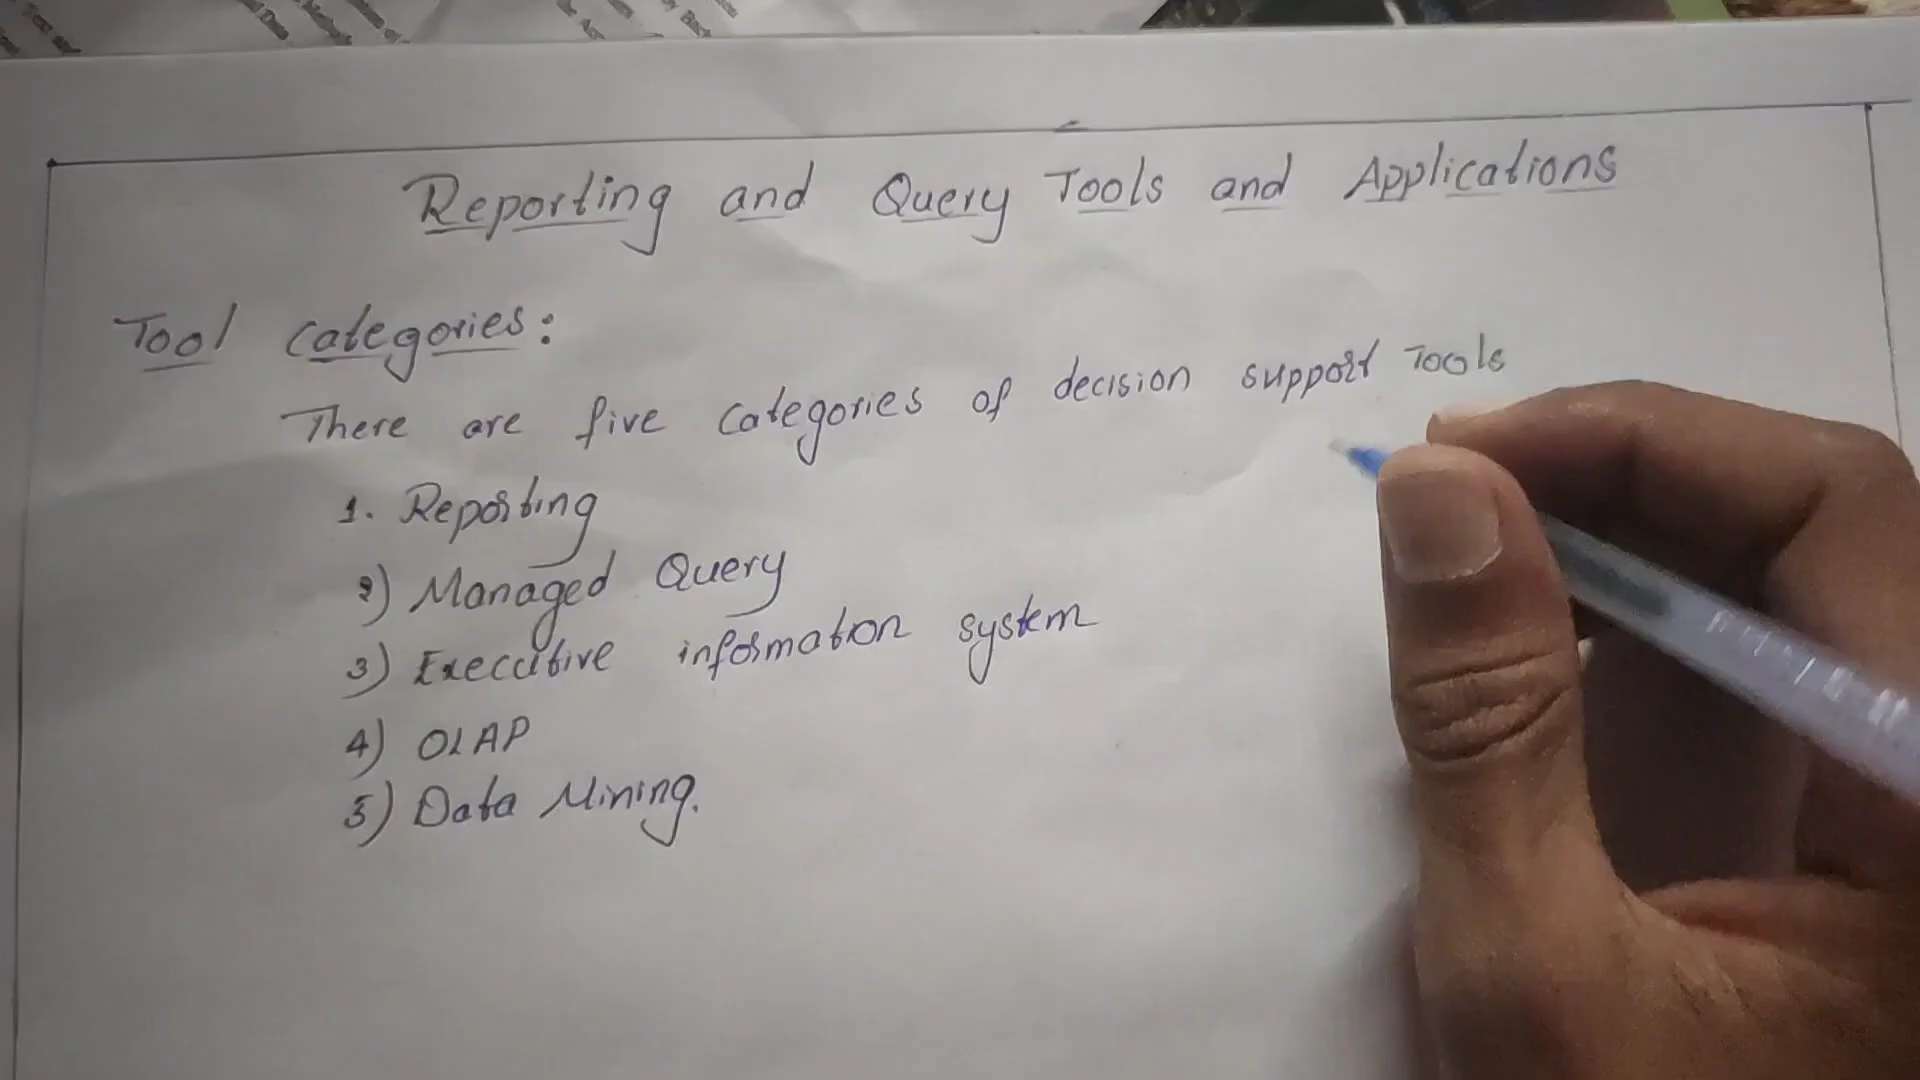 Reporting and Query Tools and Applications
Tool Categories:
There are five Categories of decision support Tools
1. Reporting
2) Managed Query
3) Executive information system
4) OLAP
5) Data Mining.